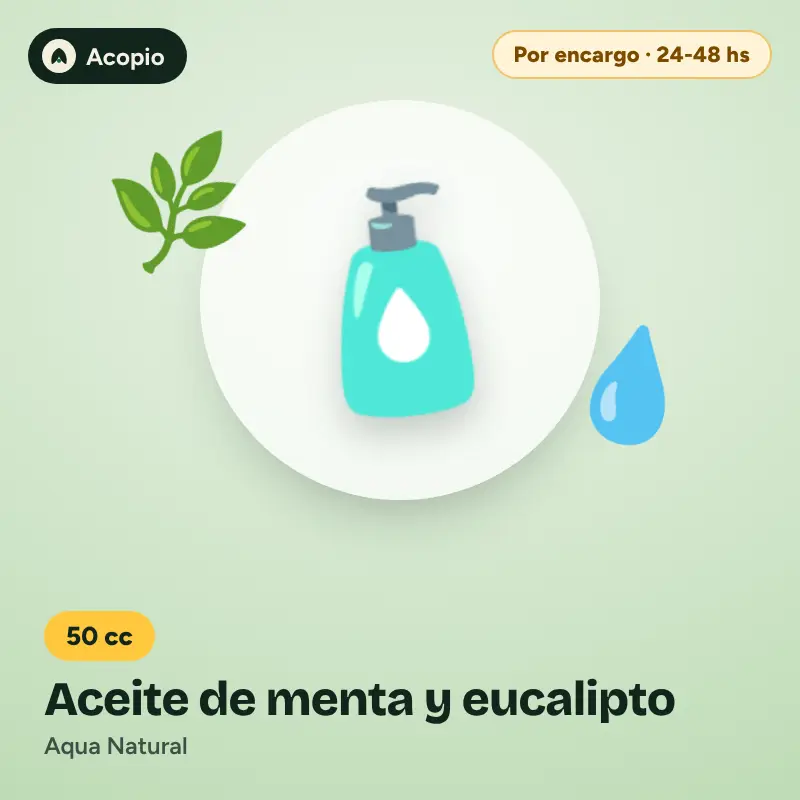 Acopio
Por encargo · 24-48 hs
50 cc
Aceite de menta y eucalipto
Aqua Natural